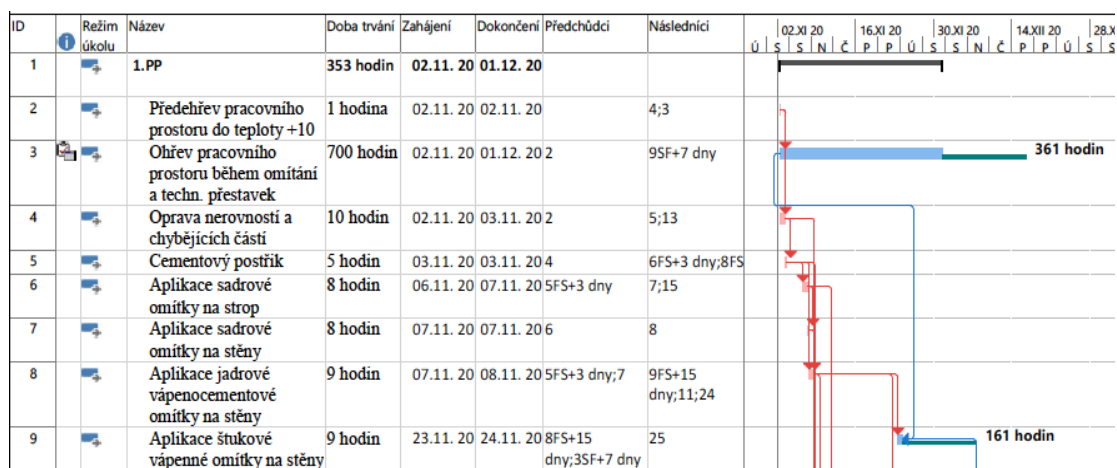 ID Režim úkolu Název Doba trvání Zahájení Dokončení Předchůdci Následníci 02.XI 20 16.XI 20 30.XI 20 14.XII 20 28.X
Ú S S N Č P P Ú S S N Č P P Ú S S
1 1.PP 353 hodin 02.11. 20 01.12. 20
2 Předehřev pracovního 1 hodina 02.11. 20 02.11. 20 4;3
prostoru do teploty +10
3 Ohřev pracovního 700 hodin 02.11. 20 01.12. 20 2 9SF+7 dny 361 hodin
prostoru během omítání
a techn. přestavek
4 Oprava nerovností a 10 hodin 02.11. 20 03.11. 20 2 5;13
chybějících částí
5 Cementový postřik 5 hodin 03.11. 20 03.11. 20 4 6FS+3 dny;8FS
6 Aplikace sadrové 8 hodin 06.11. 20 07.11. 20 5FS+3 dny 7;15
omítky na strop
7 Aplikace sadrové 8 hodin 07.11. 20 07.11. 20 6 8
omítky na stěny
8 Aplikace jadrové 9 hodin 07.11. 20 08.11. 20 5FS+3 dny;7 9FS+15
vápenocementové dny;11;24
omítky na stěny
9 Aplikace štukové 9 hodin 23.11. 20 24.11. 20 8FS+15 25 161 hodin
vápenné omítky na stěny dny;3SF+7 dny